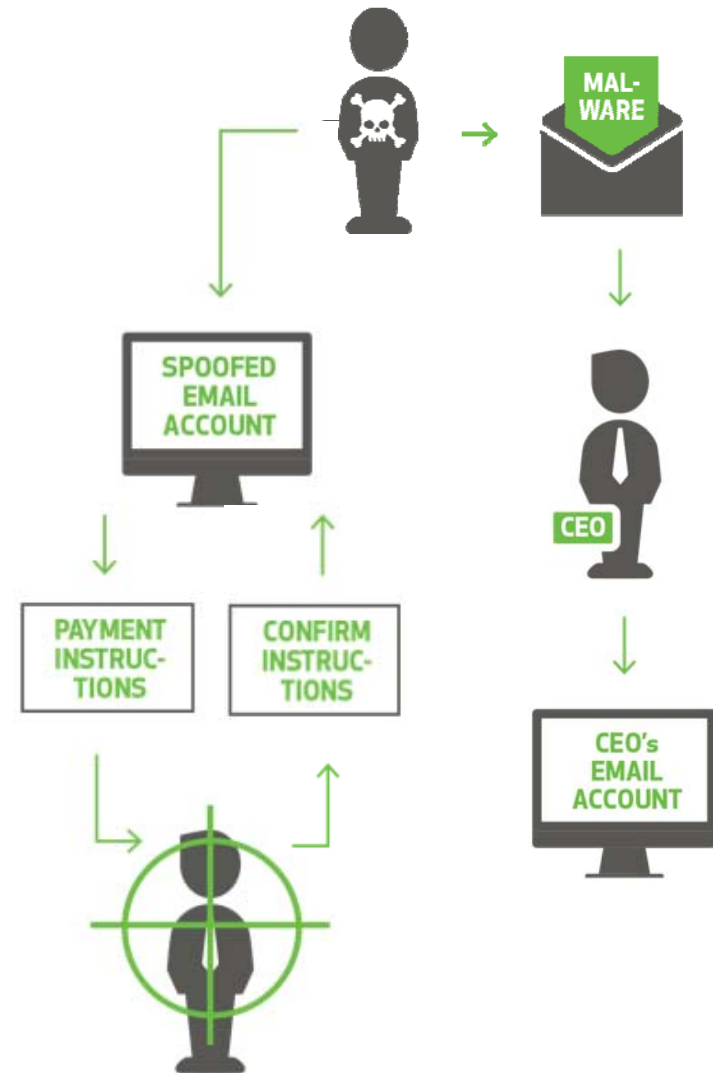 MAL-
WARE
SPOOFED
EMAIL
ACCOUNT
CEO
PAYMENT
INSTRUC-
TIONS
CONFIRM
INSTRUC-
TIONS
CEO's
EMAIL
ACCOUNT